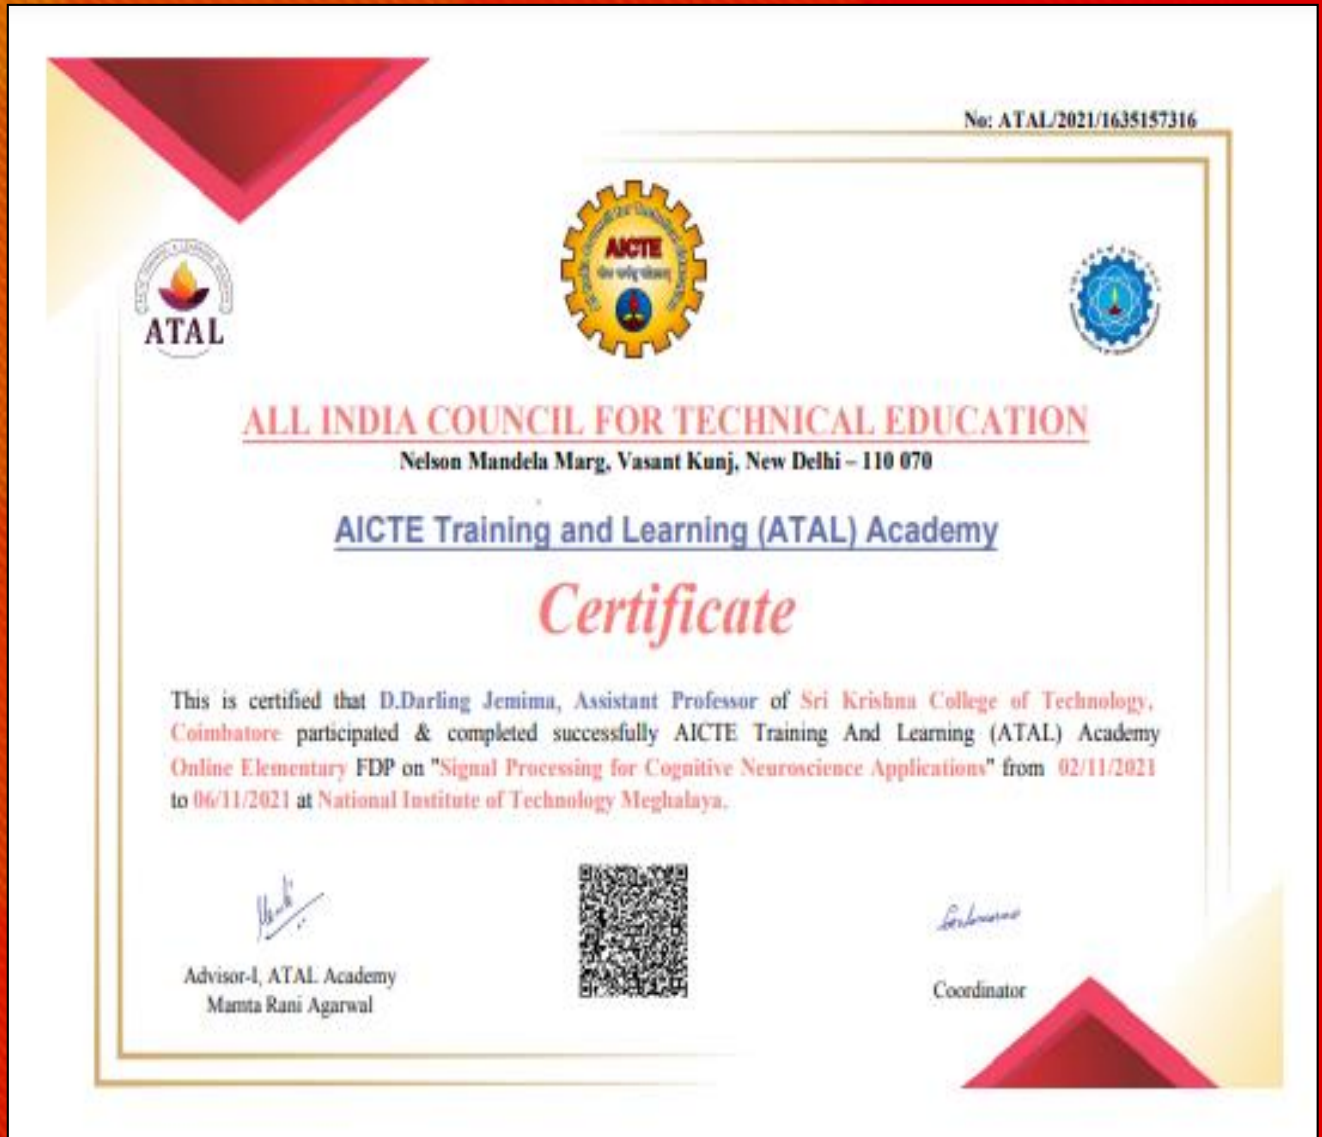 No: ATAL/2021/1635157316
AICTE
ATAL
ALL INDIA COUNCIL FOR TECHNICAL EDUCATION
Nelson Mandela Marg, Vasant Kunj, New Delhi – 110 070
AICTE Training and Learning (ATAL) Academy
Certificate
This is certified that D.Darling Jemima, Assistant Professor of Sri Krishna College of Technology,
Coimbatore participated & completed successfully AICTE Training And Learning (ATAL) Academy
Online Elementary FDP on "Signal Processing for Cognitive Neuroscience Applications" from 02/11/2021
to 06/11/2021 at National Institute of Technology Meghalaya.
Advisor-I, ATAL Academy
Mamta Rani Agarwal
Coordinator